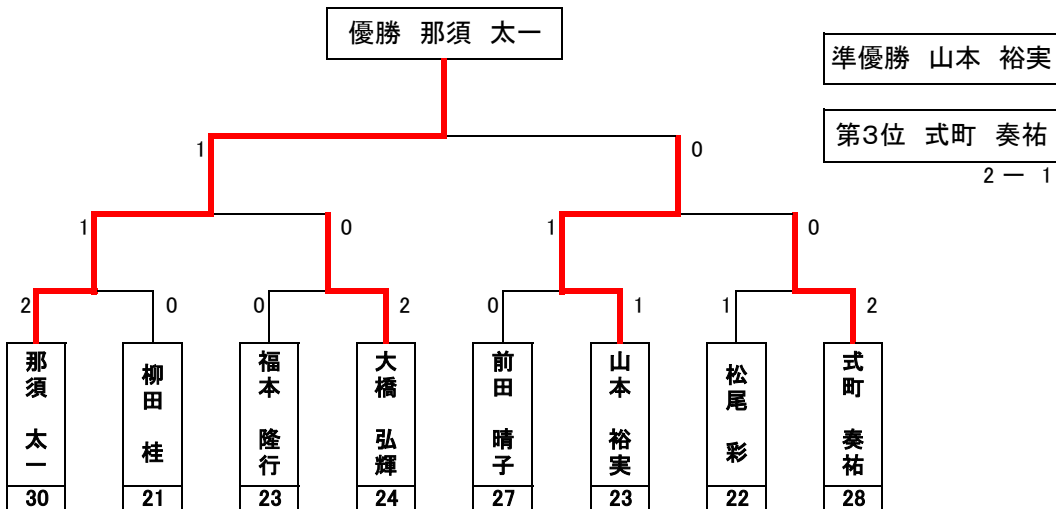 優勝 那須 太一
準優勝 山本 裕実
第3位 式町 奏祐
2 ー 1
1
0
1
0
1
0
2
0
0
2
0
1
1
2
那須 太一
柳田 桂
福本 隆行
大橋 弘輝
前田 晴子
山本 裕実
松尾 彩
式町 奏祐
30
21
23
24
27
23
22
28